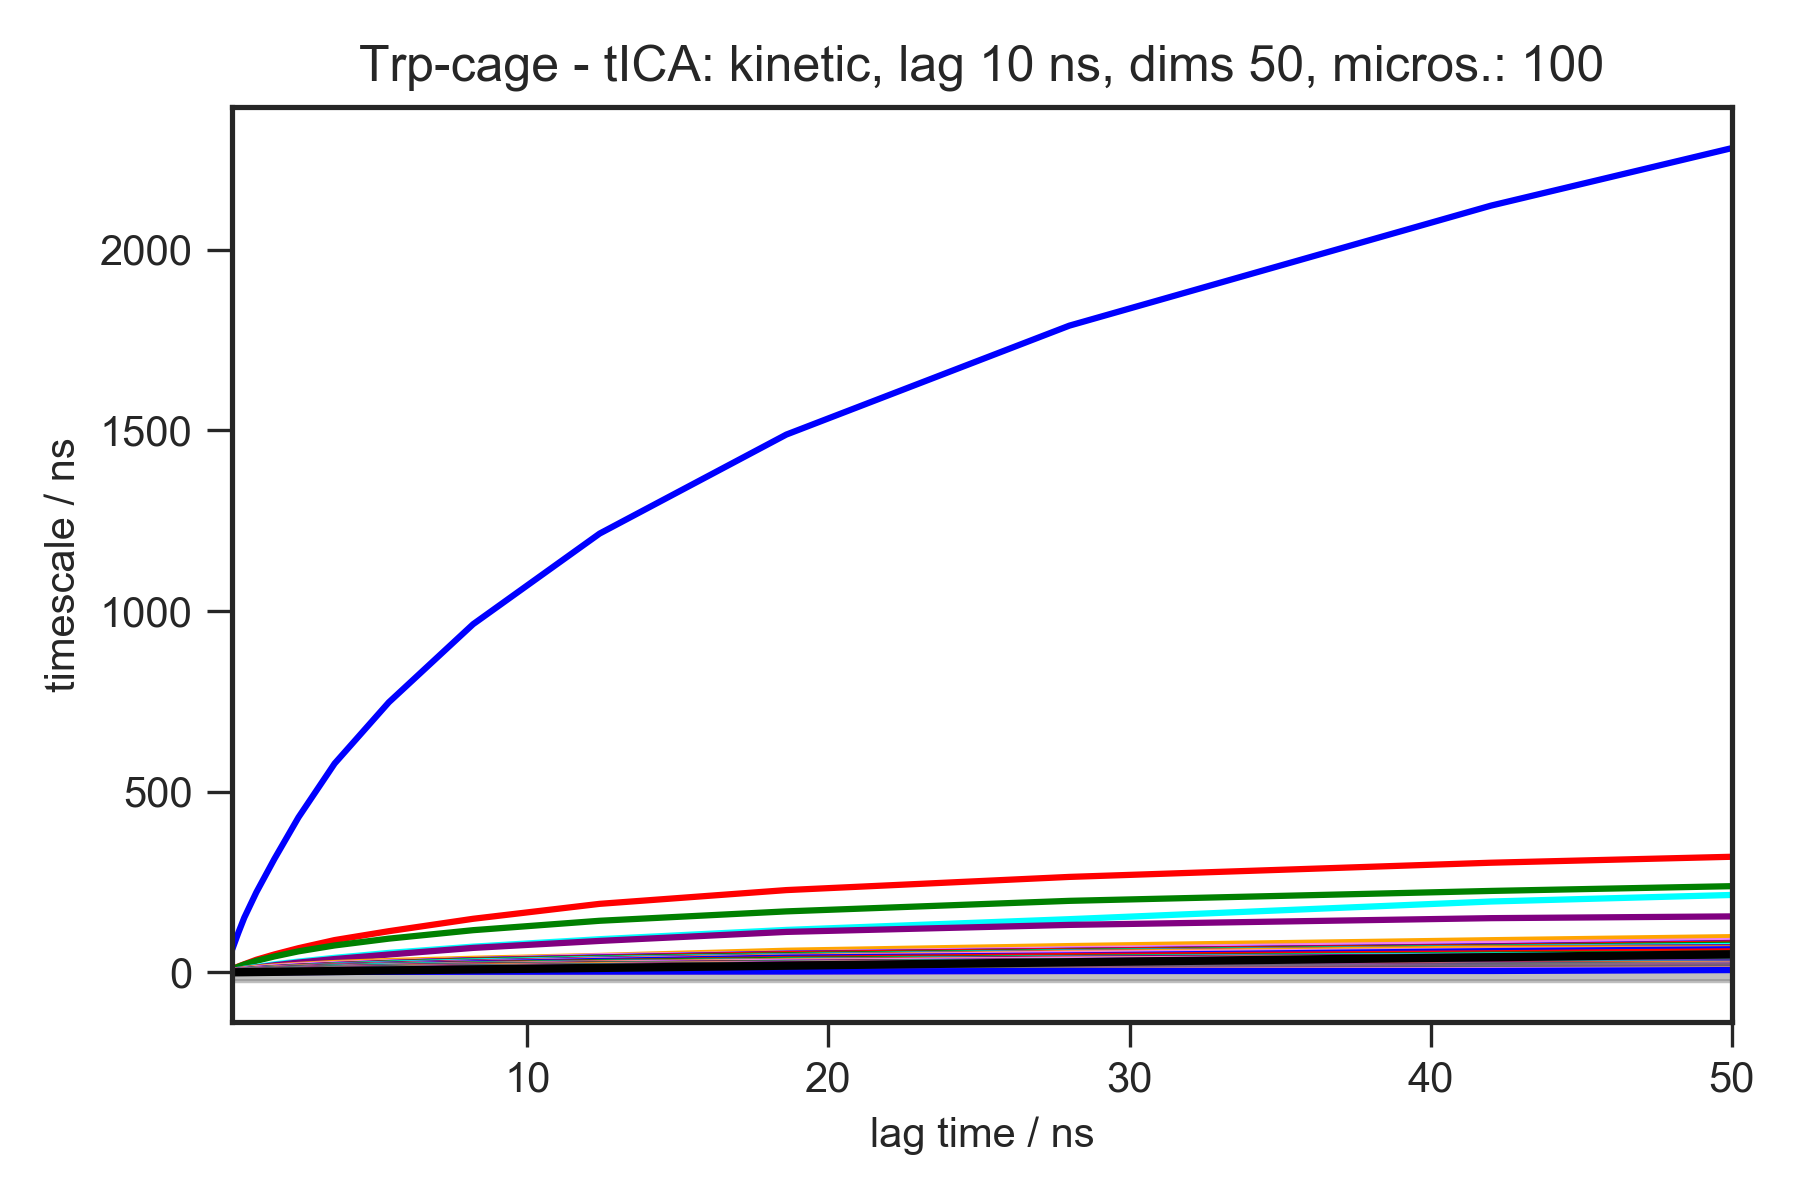 Trp-cage - tICA: kinetic, lag 10 ns, dims 50, micros.: 100
2000
1500
1000
500
0
timescale / ns
10 20 30 40 50
lag time / ns